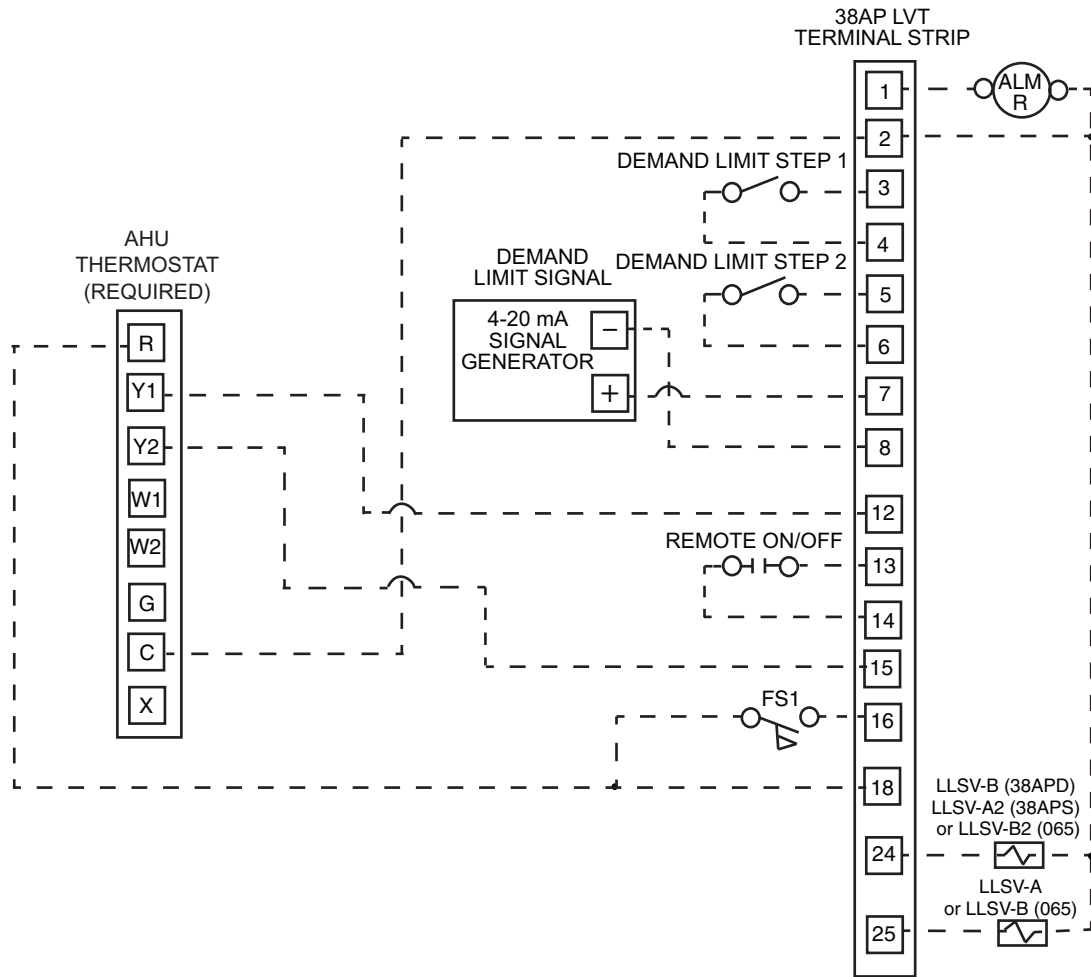 38AP LVT
TERMINAL STRIP
1
ALM
R
2
DEMAND LIMIT STEP 1
3
4
AHU
THERMOSTAT
(REQUIRED)
DEMAND
LIMIT SIGNAL
DEMAND LIMIT STEP 2
5
4-20 mA
SIGNAL
GENERATOR
−
+
6
7
8
R
Y1
Y2
W1
W2
G
C
X
12
REMOTE ON/OFF
13
14
15
FS1
16
18
LLSV-B (38APD)
LLSV-A2 (38APS)
or LLSV-B2 (065)
24
LLSV-A
or LLSV-B (065)
25